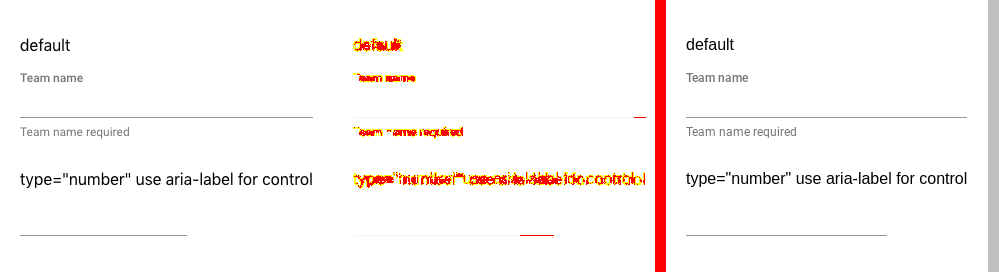 default
Team name
Team name required
type="number" use aria-label for control
default
Team name
Team name required
type="number" use aria-label for control
default
Team name
Team name required
type="number" use aria-label for control